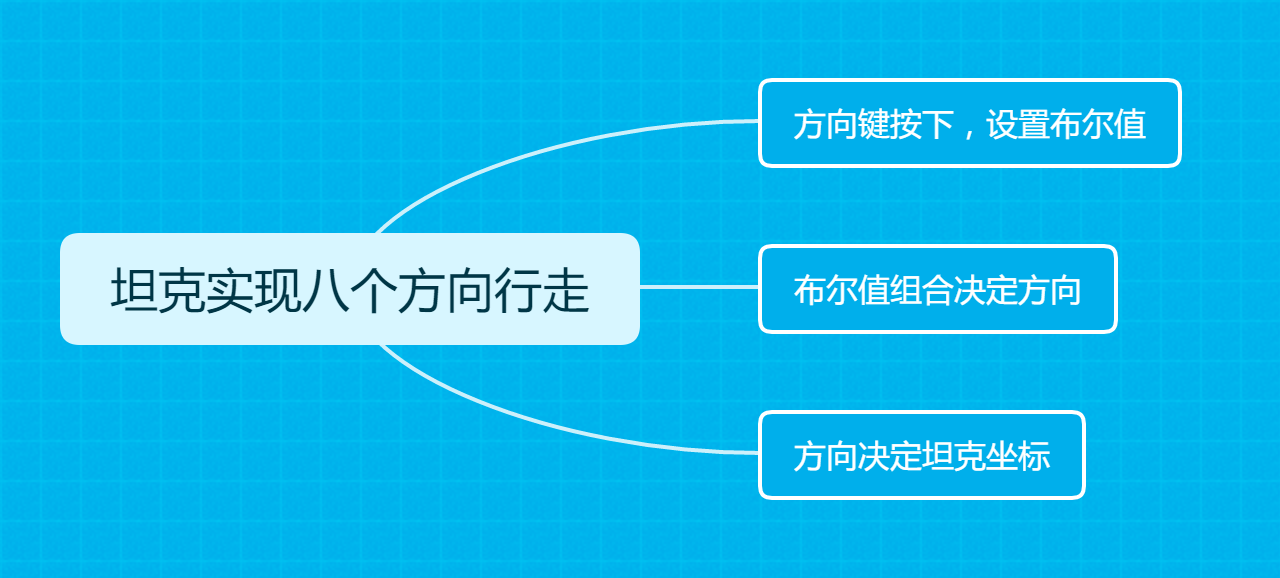 坦克实现八个方向行走
方向键按下，设置布尔值
布尔值组合决定方向
方向决定坦克坐标